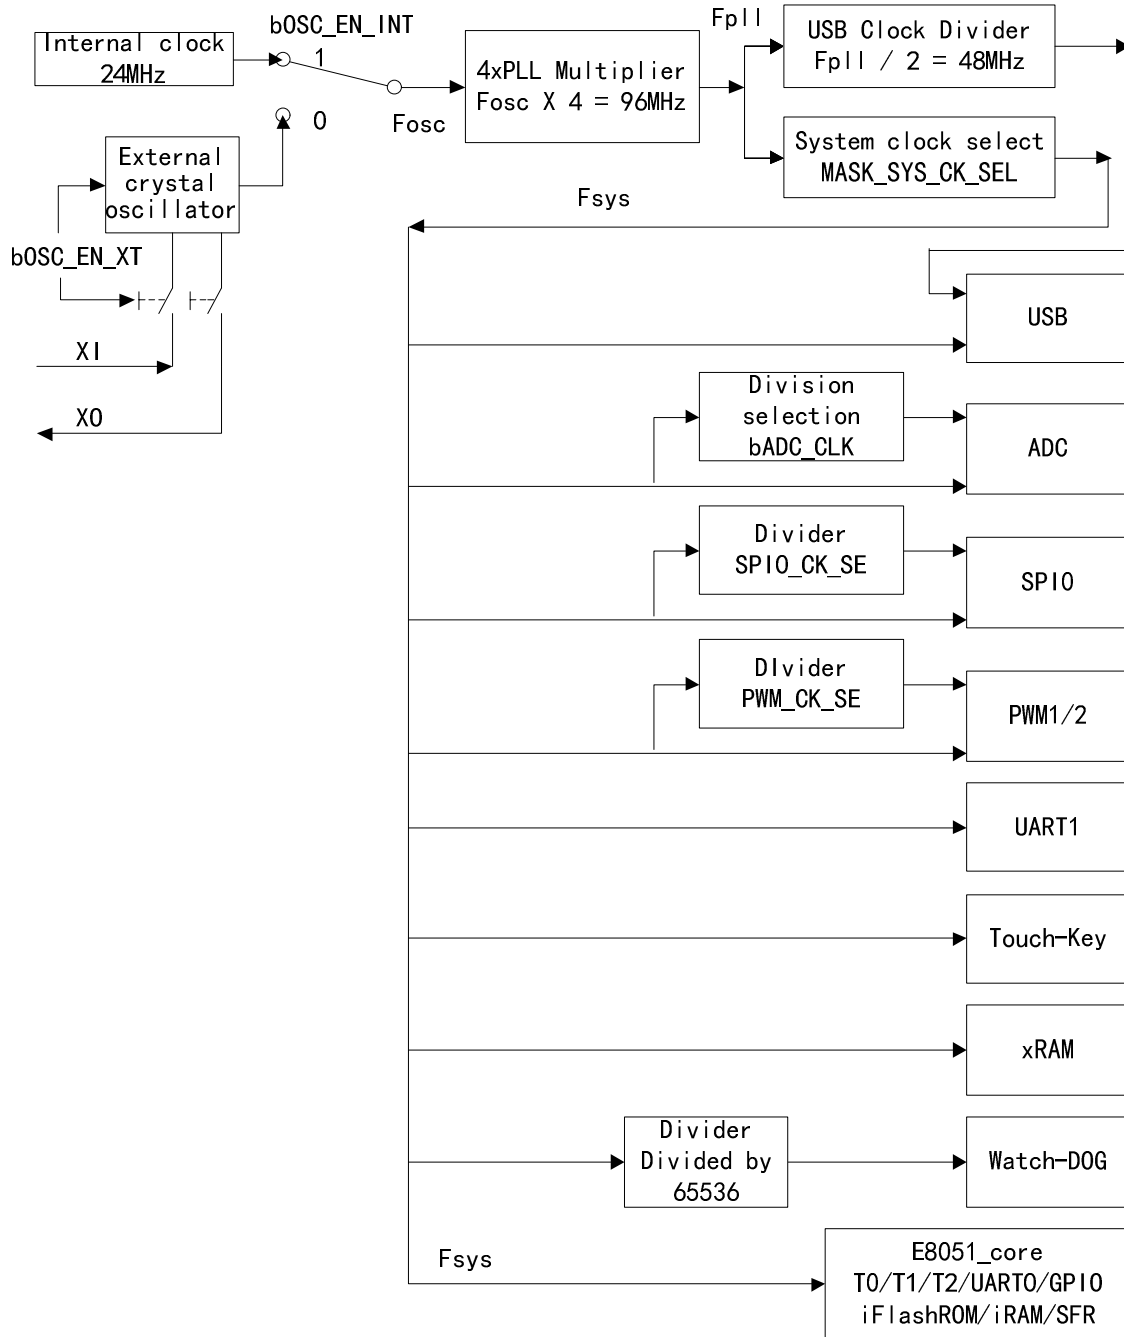 bOSC_EN_INT
Fpll
Internal clock
24MHz
1
4xPLL Multiplier
Fosc X 4 = 96MHz
USB Clock Divider
Fpll / 2 = 48MHz
0
Fosc
External
crystal
oscillator
System clock select
MASK_SYS_CK_SEL
Fsys
bOSC_EN_XT
USB
XI
XO
Division
selection
bADC_CLK
ADC
Divider
SPI0_CK_SE
SPI0
DIvider
PWM_CK_SE
PWM1/2
UART1
Touch-Key
xRAM
Divider
Divided by
65536
Watch-DOG
Fsys
E8051_core
T0/T1/T2/UART0/GPIO
iFlashROM/iRAM/SFR